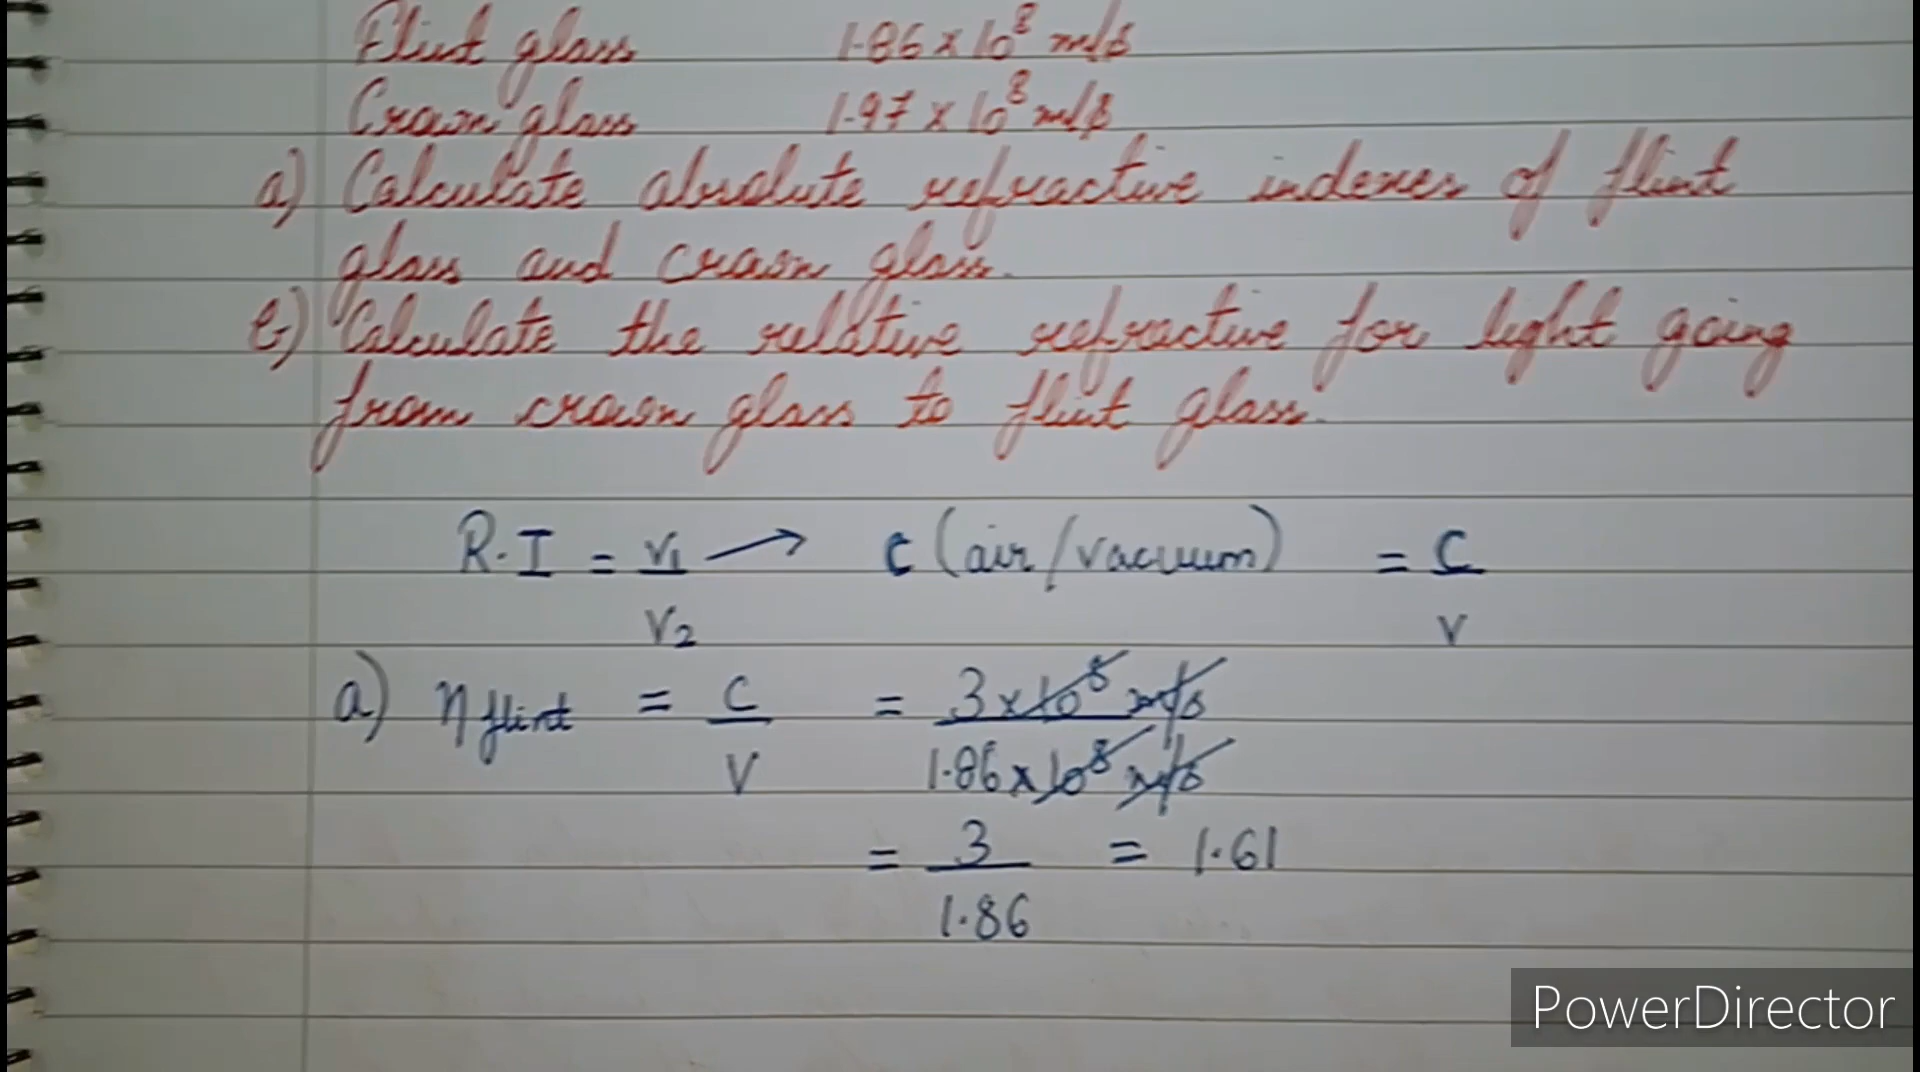 Flint glass 1.86 × 10⁸ m/s
Crown glass 1.97 × 10⁸ m/s
a) Calculate absolute refractive indexes of flint
glass and crown glass.
b) Calculate the relative refractive for light going
from crown glass to flint glass.
R.I = v₁ → c (air/vacuum) = c
v₂ v
a) η flint = c = 3 × 10⁸ m/s
v 1.86 × 10⁸ m/s
= 3 = 1.61
1.86
PowerDirector